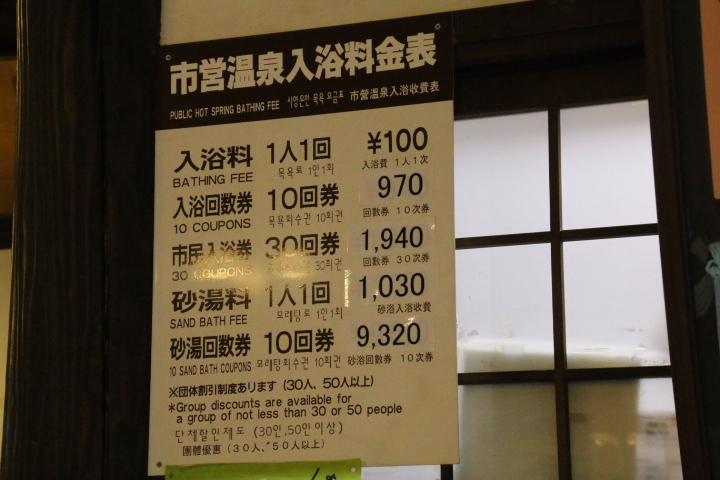 市営温泉入浴料金表
PUBLIC HOT SPRING BATHING FEE 시영온천 목욕 요금표 市營溫泉入浴收費表
入浴料 1人1回 ¥100
BATHING FEE 목욕료 1인1회 入浴費 1人1次
入浴回数券 10回券 970
10 COUPONS 목욕회수권 10회권 回數券 10次券
市民入浴券 30回券 1,940
30 COUPONS 30회권 回數券 30次券
砂湯料 1人1回 1,030
SAND BATH FEE 모래탕료 1인1회 砂浴入浴收費
砂湯回数券 10回券 9,320
10 SAND BATH COUPONS 모래탕회수권 10회권 砂浴回數券 10次券
※団体割引制度あります (30人、50人以上)
*Group discounts are available for
a group of not less than 30 or 50 people
단체할인제도 (30인,50인이상)
團體優惠 (30人、50人以上)